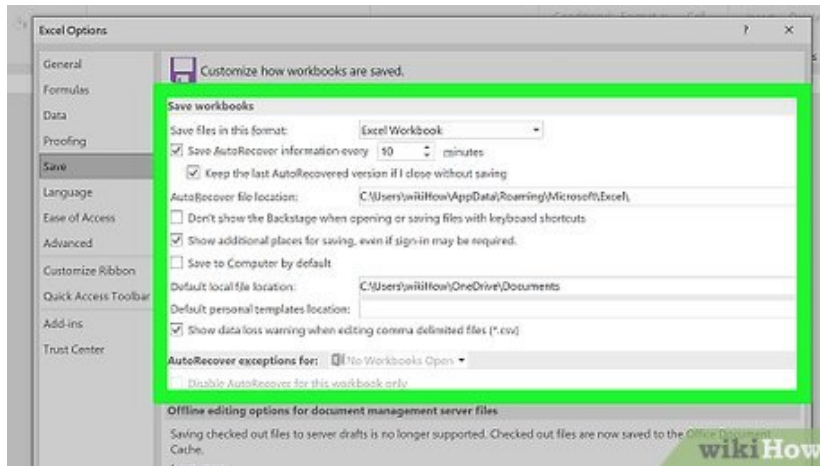 Excel Options
?
×
General
Formulas
Data
Proofing
Save
Language
Ease of Access
Advanced
Customize Ribbon
Quick Access Toolbar
Add-ins
Trust Center
Customize how workbooks are saved.
Save workbooks
Save files in this format: Excel Workbook
Save AutoRecover information every 10 minutes
Keep the last AutoRecovered version if I close without saving
AutoRecover file location: C:\Users\wikiHow\AppData\Roaming\Microsoft\Excel\
Don't show the Backstage when opening or saving files with keyboard shortcuts
Show additional places for saving, even if sign-in may be required.
Save to Computer by default
Default local file location: C:\Users\wikiHow\OneDrive\Documents
Default personal templates location:
Show data loss warning when editing comma delimited files (*.csv)
AutoRecover exceptions for: No Workbooks Open
Disable AutoRecover for this workbook only
Offline editing options for document management server files
Saving checked out files to server drafts is no longer supported. Checked out files are now saved to the Office Document
Cache.
wikiHow